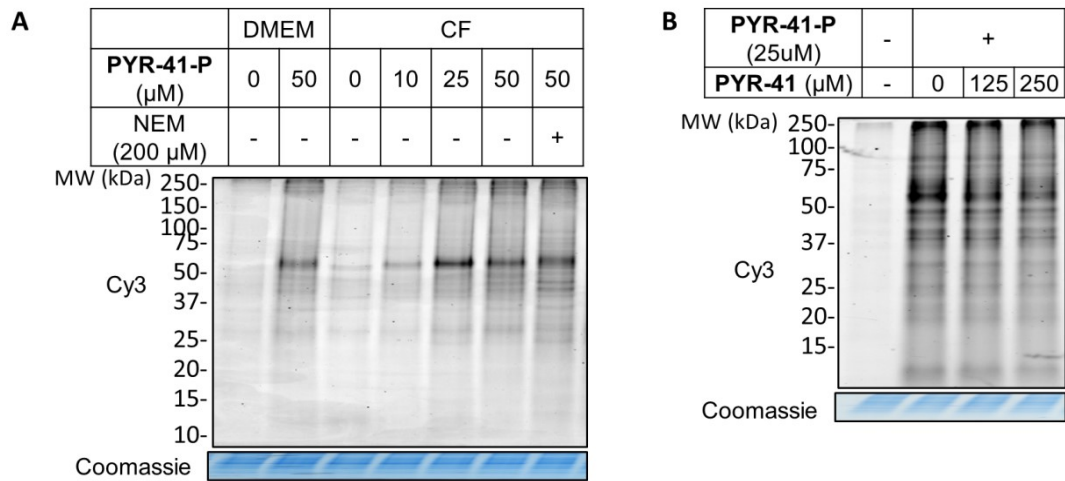 A
DMEM CF
PYR-41-P (µM) 0 50 0 10 25 50 50
NEM (200 µM) - - - - - - +
MW (kDa)
250-
150-
100-
75-
50-
37-
25-
20-
15-
10-
Cy3
Coomassie
B
PYR-41-P (25uM) - +
PYR-41 (µM) - 0 125 250
MW (kDa)
250-
100-
75-
50-
37-
25-
20-
15-
Cy3
Coomassie